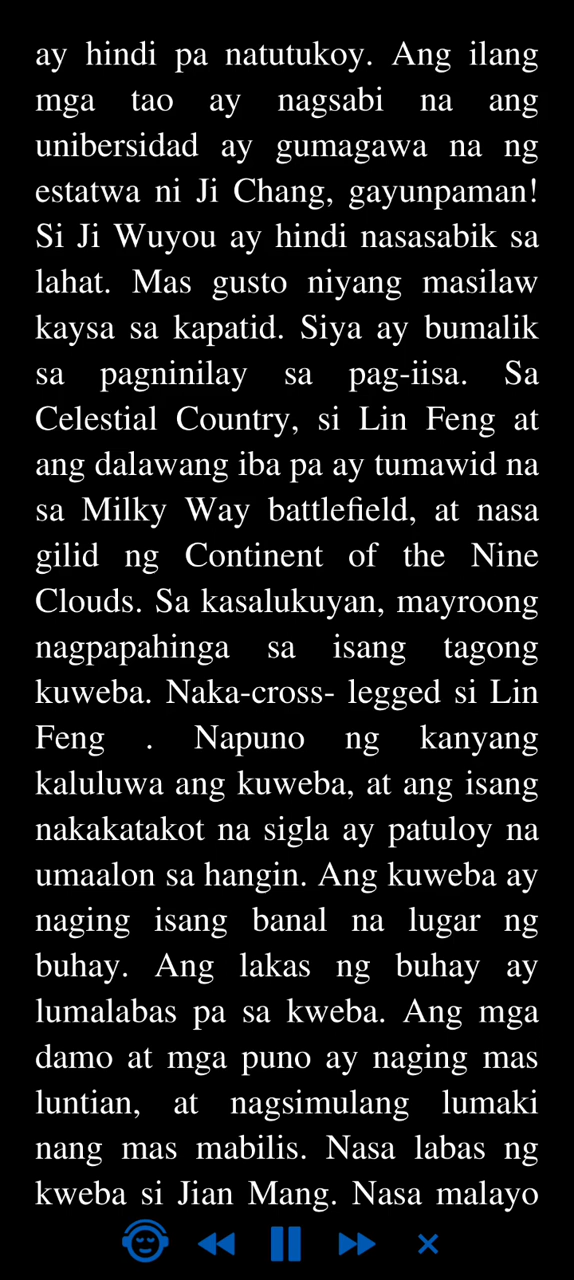 ay hindi pa natutukoy. Ang ilang
mga tao ay nagsabi na ang
unibersidad ay gumagawa na ng
estatwa ni Ji Chang, gayunpaman!
Si Ji Wuyou ay hindi nasasabik sa
lahat. Mas gusto niyang masilaw
kaysa sa kapatid. Siya ay bumalik
sa pagninilay sa pag-iisa. Sa
Celestial Country, si Lin Feng at
ang dalawang iba pa ay tumawid na
sa Milky Way battlefield, at nasa
gilid ng Continent of the Nine
Clouds. Sa kasalukuyan, mayroong
nagpapahinga sa isang tagong
kuweba. Naka-cross- legged si Lin
Feng . Napuno ng kanyang
kaluluwa ang kuweba, at ang isang
nakakatakot na sigla ay patuloy na
umaalon sa hangin. Ang kuweba ay
naging isang banal na lugar ng
buhay. Ang lakas ng buhay ay
lumalabas pa sa kweba. Ang mga
damo at mga puno ay naging mas
luntian, at nagsimulang lumaki
nang mas mabilis. Nasa labas ng
kweba si Jian Mang. Nasa malayo